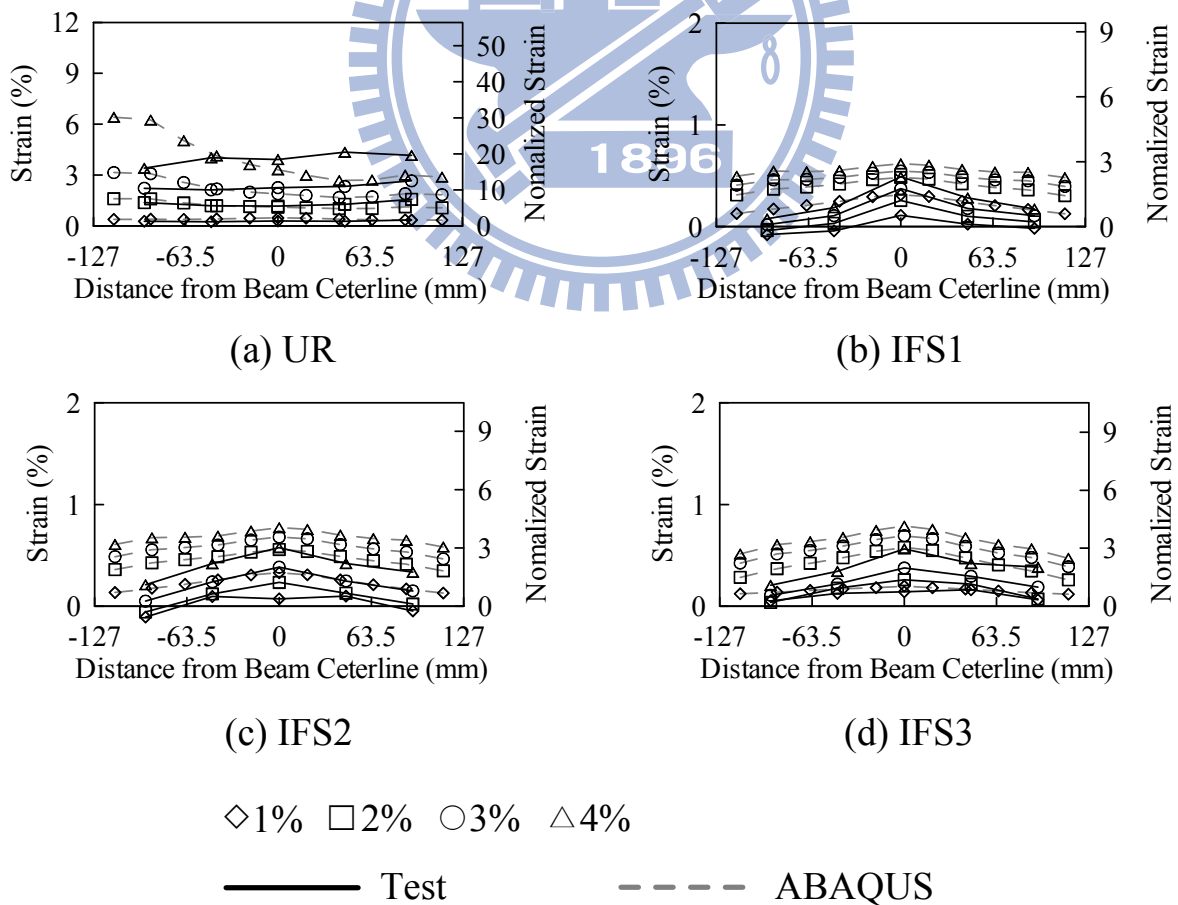 12
9
6
3
0
50
40
30
20
10
0
-127 -63.5 0 63.5 127
Strain (%)
Nomalized Strain
Distance from Beam Ceterline (mm)
(a) UR
2
1
0
9
6
3
0
-127 -63.5 0 63.5 127
Strain (%)
Nomalized Strain
Distance from Beam Ceterline (mm)
(b) IFS1
1896
2
1
0
9
6
3
0
-127 -63.5 0 63.5 127
Strain (%)
Nomalized Strain
Distance from Beam Ceterline (mm)
(c) IFS2
2
1
0
9
6
3
0
-127 -63.5 0 63.5 127
Strain (%)
Nomalized Strain
Distance from Beam Ceterline (mm)
(d) IFS3
1% 2% 3% 4%
Test ABAQUS